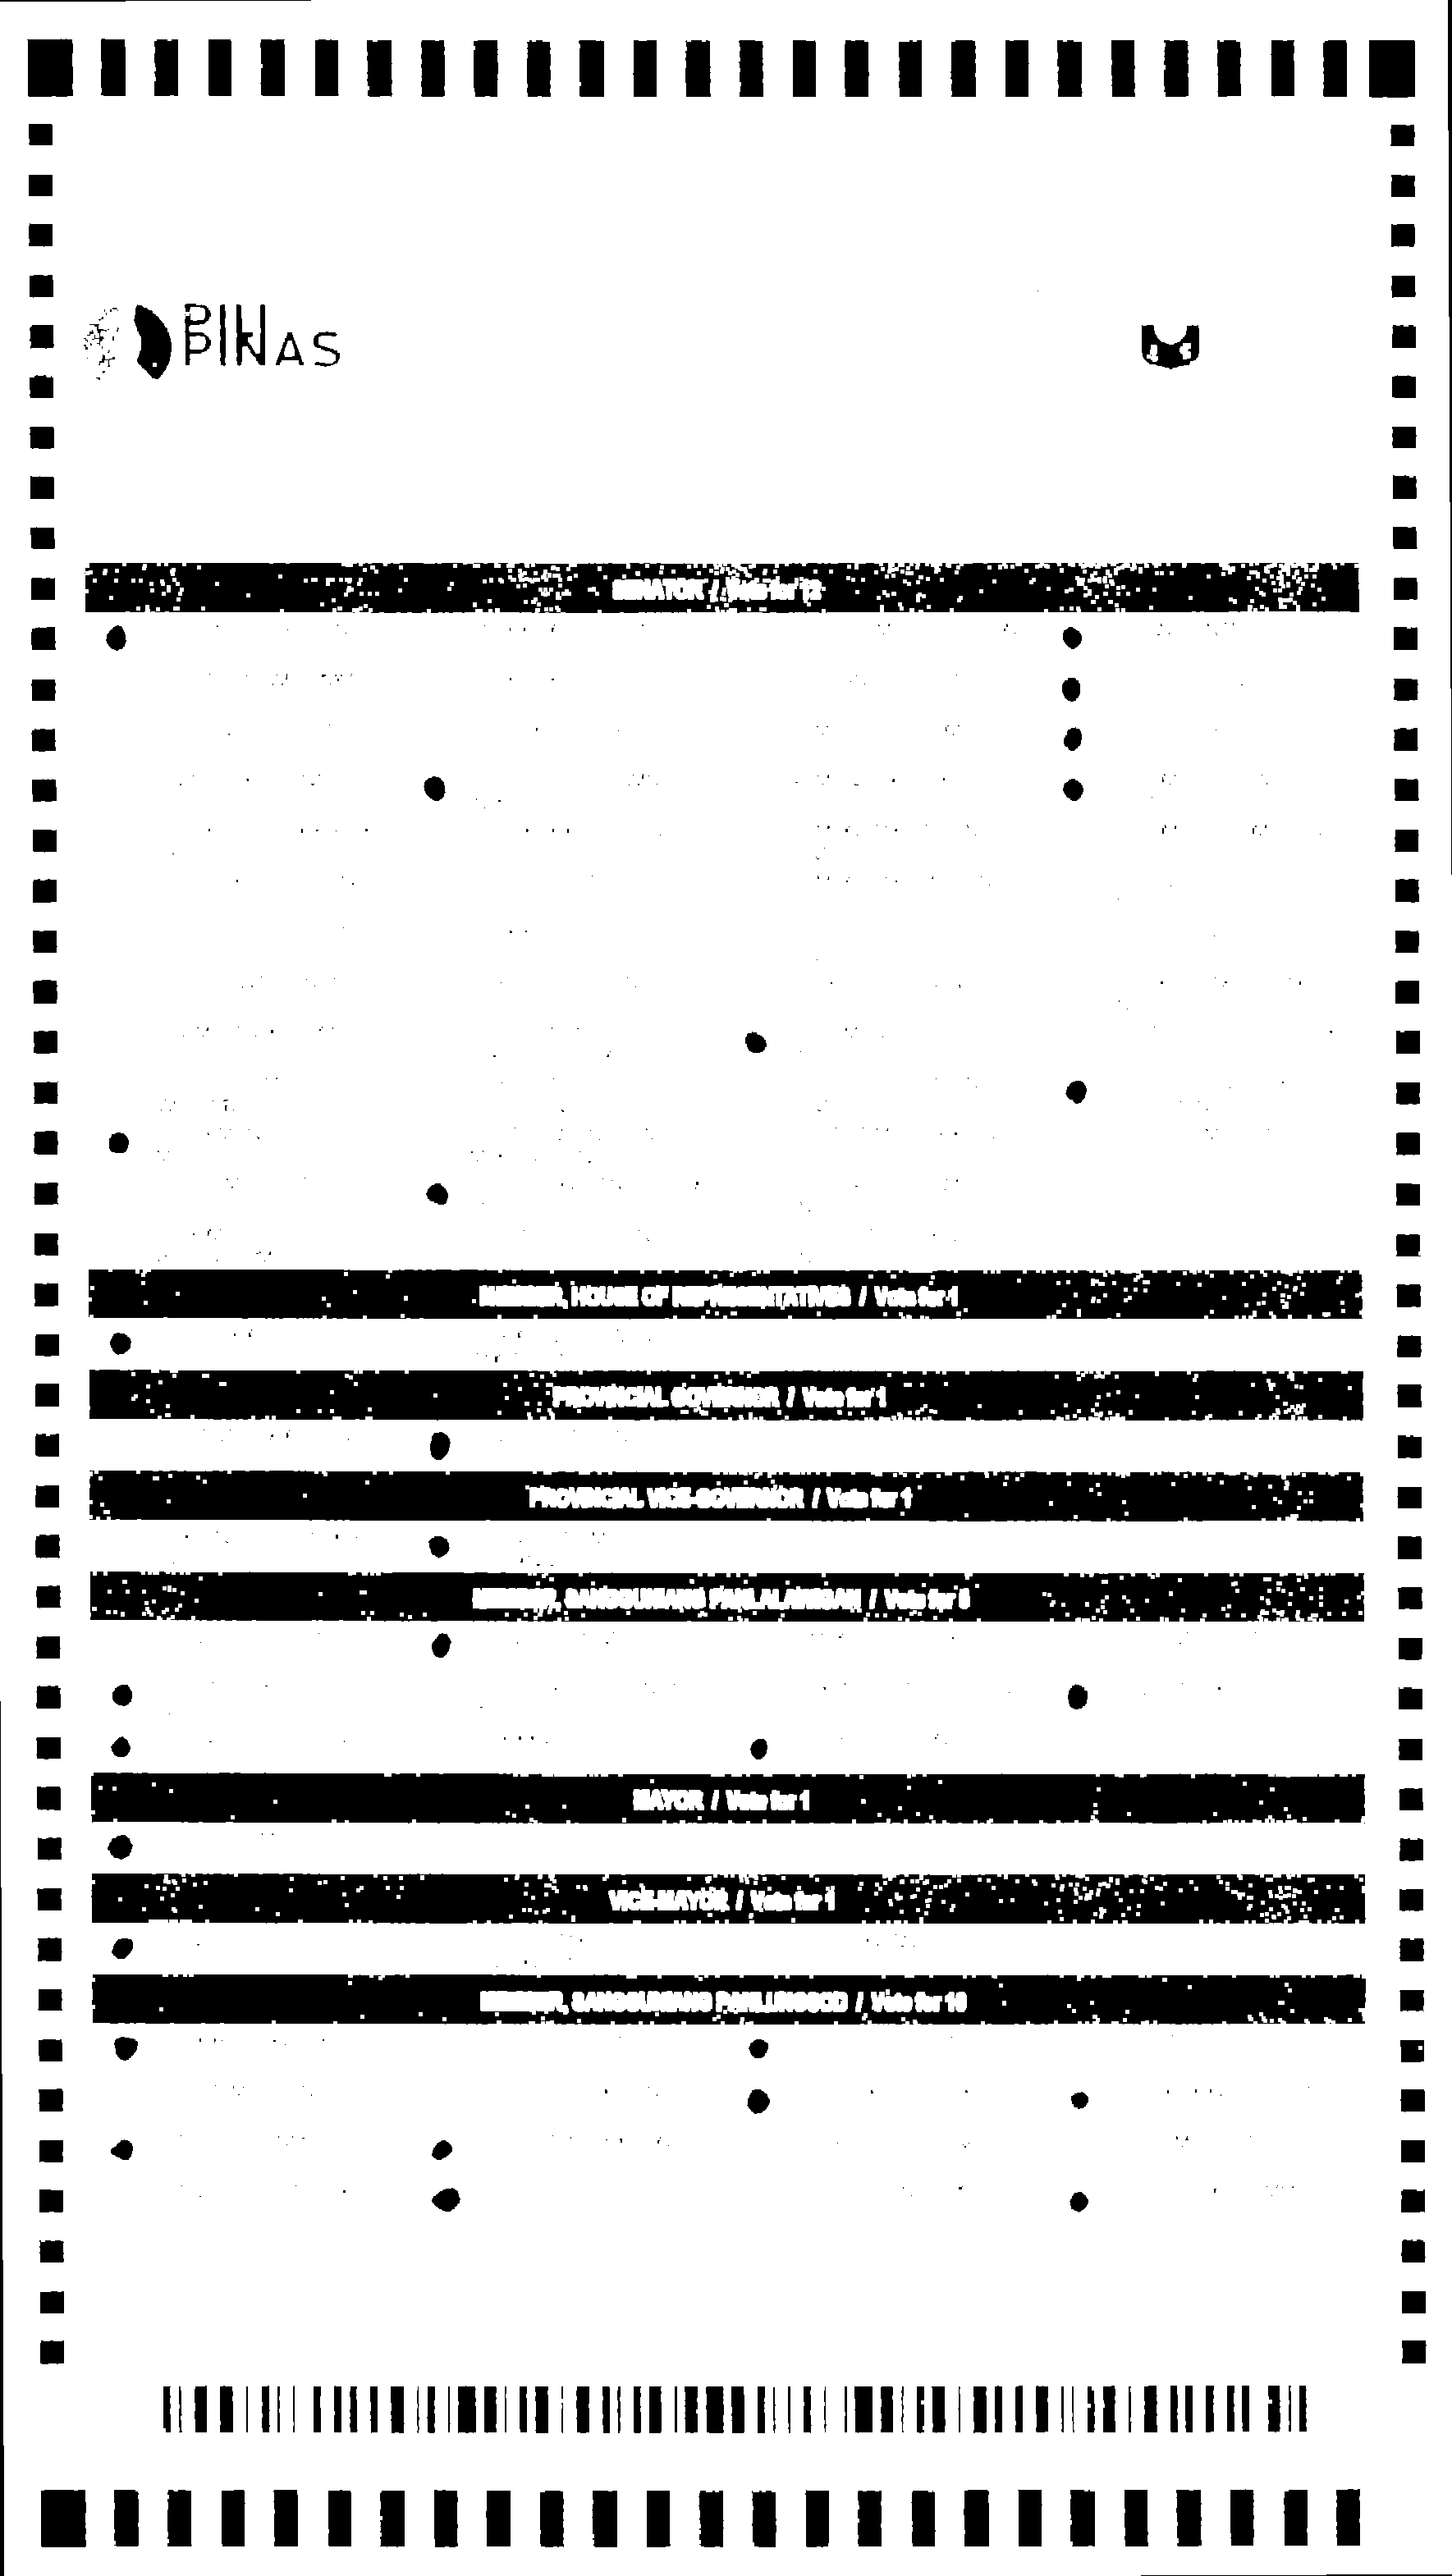 PILI
PINAS
SENATOR / Vote for 12
MEMBER, HOUSE OF REPRESENTATIVES / Vote for 1
PROVINCIAL GOVERNOR / Vote for 1
PROVINCIAL VICE-GOVERNOR / Vote for 1
MEMBER, SANGGUNIANG PANLALAWIGAN / Vote for
MAYOR / Vote for 1
VICE-MAYOR / Vote for 1
MEMBER, SANGGUNIANG PANLUNGSOD / Vote for 10